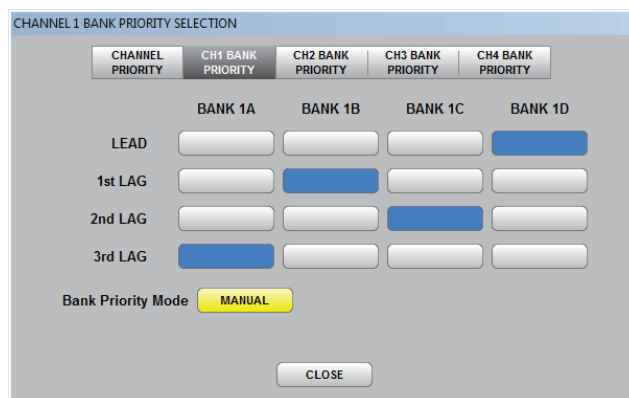 CHANNEL 1 BANK PRIORITY SELECTION
CHANNEL PRIORITY
CH1 BANK PRIORITY
CH2 BANK PRIORITY
CH3 BANK PRIORITY
CH4 BANK PRIORITY
BANK 1A BANK 1B BANK 1C BANK 1D
LEAD
1st LAG
2nd LAG
3rd LAG
Bank Priority Mode MANUAL
CLOSE